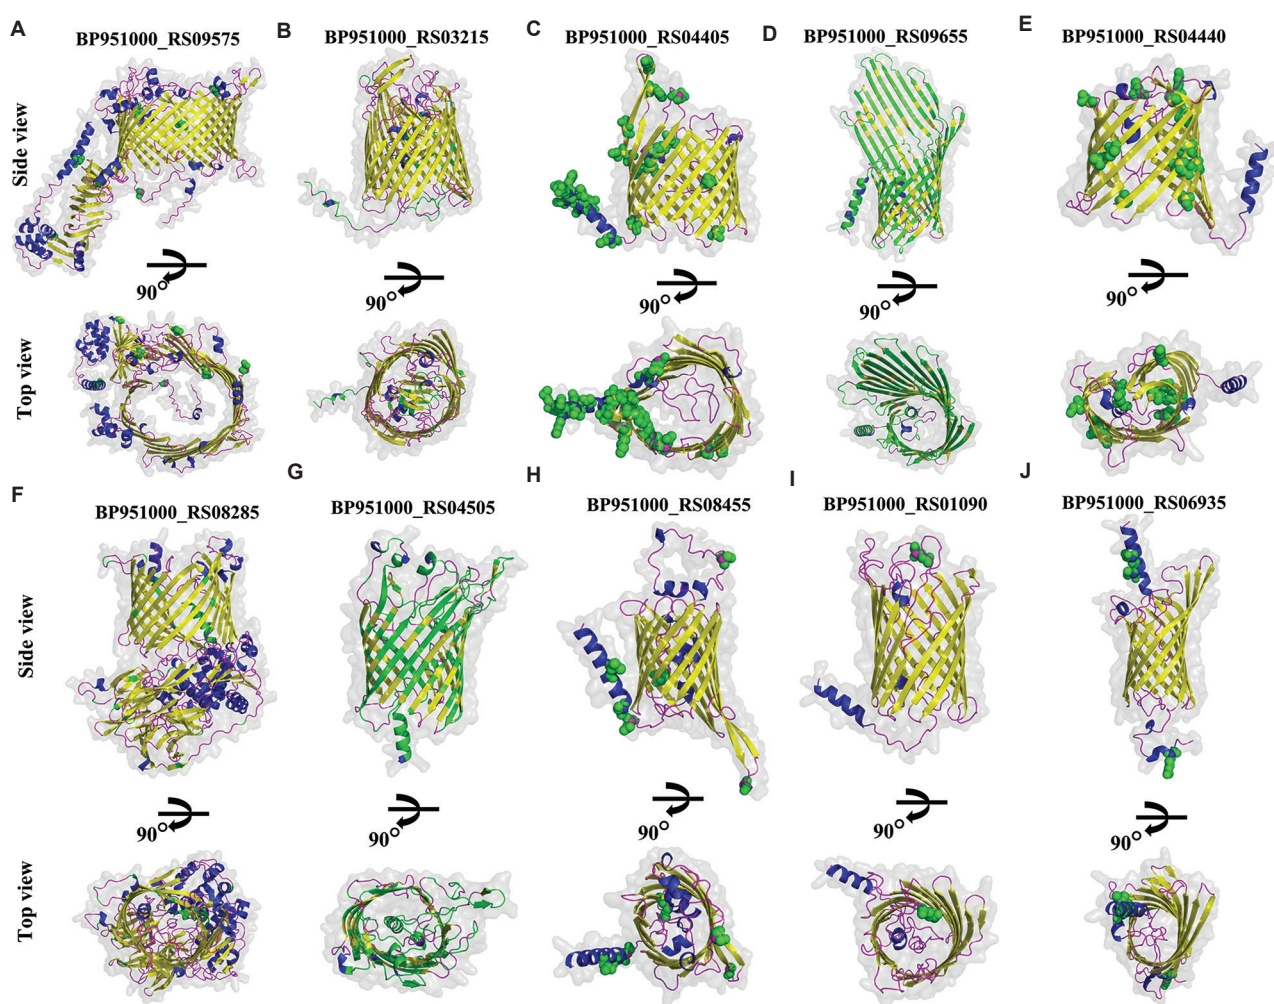 A
BP951000_RS09575
B
BP951000_RS03215
C
BP951000_RS04405
D
BP951000_RS09655
E
BP951000_RS04440
Side view
90°
90°
90°
90°
90°
Top view
F
BP951000_RS08285
G
BP951000_RS04505
H
BP951000_RS08455
I
BP951000_RS01090
J
BP951000_RS06935
Side view
90°
90°
90°
90°
90°
Top view